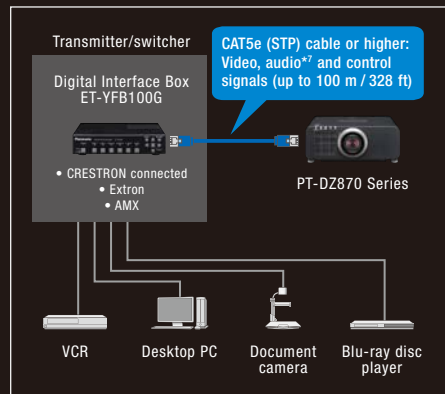 Transmitter/switcher
CAT5e (STP) cable or higher:
Video, audio*7 and control
signals (up to 100 m / 328 ft)
Digital Interface Box
ET-YFB100G
• CRESTRON connected
• Extron
• AMX
PT-DZ870 Series
VCR
Desktop PC
Document
camera
Blu-ray disc
player